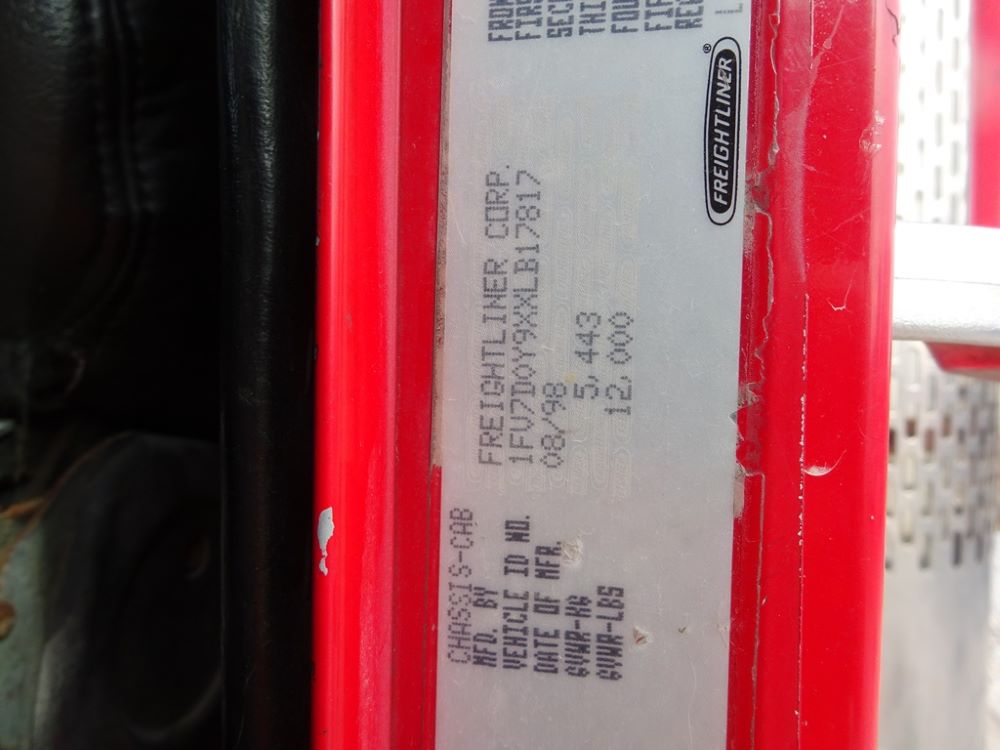 CHASSIS-CAB
MFD. BY FREIGHTLINER CORP.
VEHICLE ID NO. 1FV7D0Y9XXLB17817
DATE OF MFR. 08/98
GVWR-KG 5,443
GVWR-LBS 12,000
FREIGHTLINER®